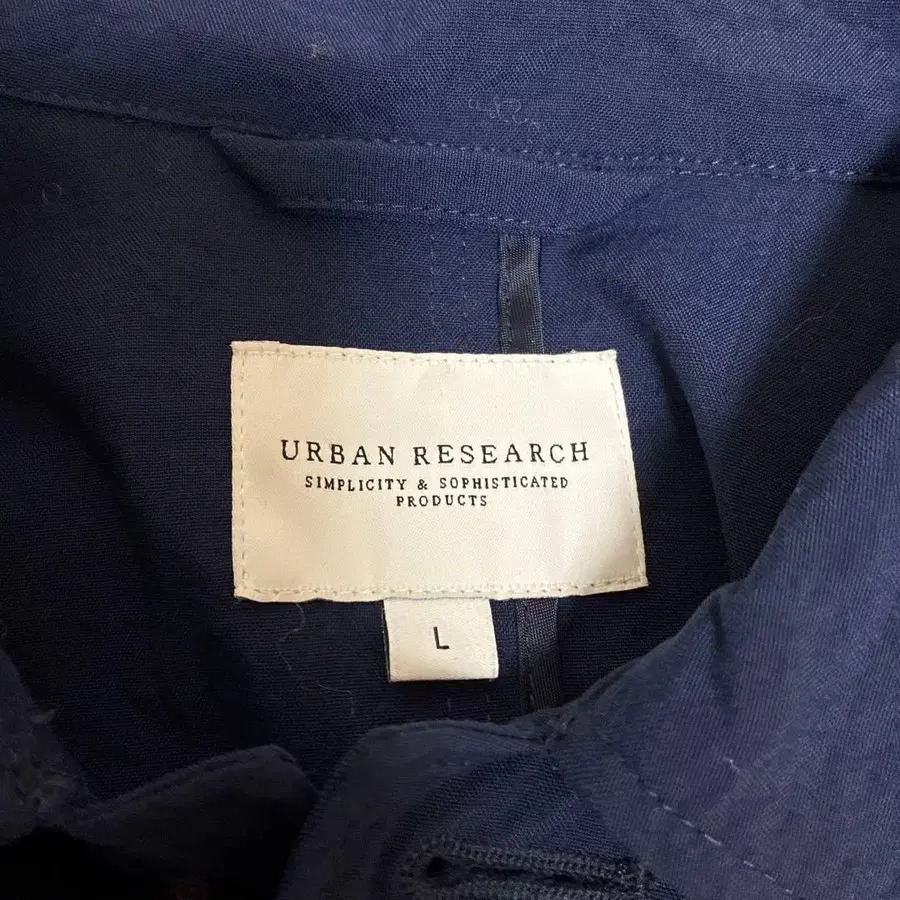 URBAN RESEARCH
SIMPLICITY & SOPHISTICATED
PRODUCTS
L